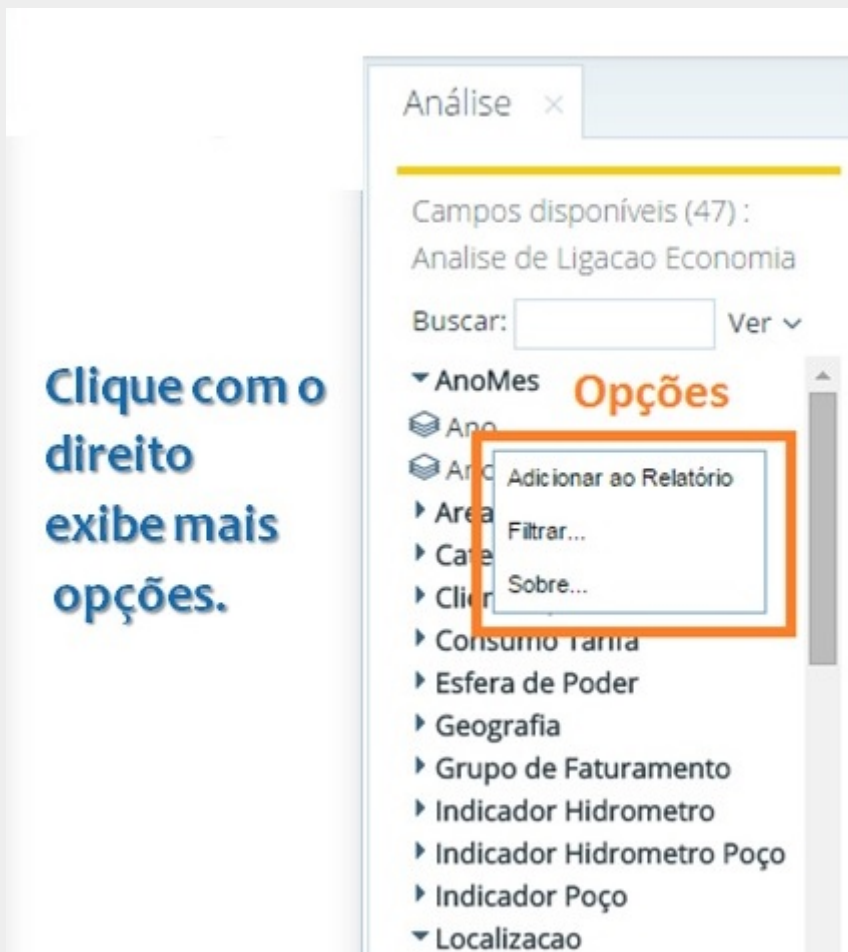 Análise ×
Campos disponíveis (47) :
Analise de Ligacao Economia
Buscar:
Ver
AnoMes
Opções
Ano
Adicionar ao Relatório
Filtrar...
Sobre...
Consumo Tarifa
Esfera de Poder
Geografia
Grupo de Faturamento
Indicador Hidrometro
Indicador Hidrometro Poço
Indicador Poço
Localizacao
Clique com o
direito
exibe mais
opções.